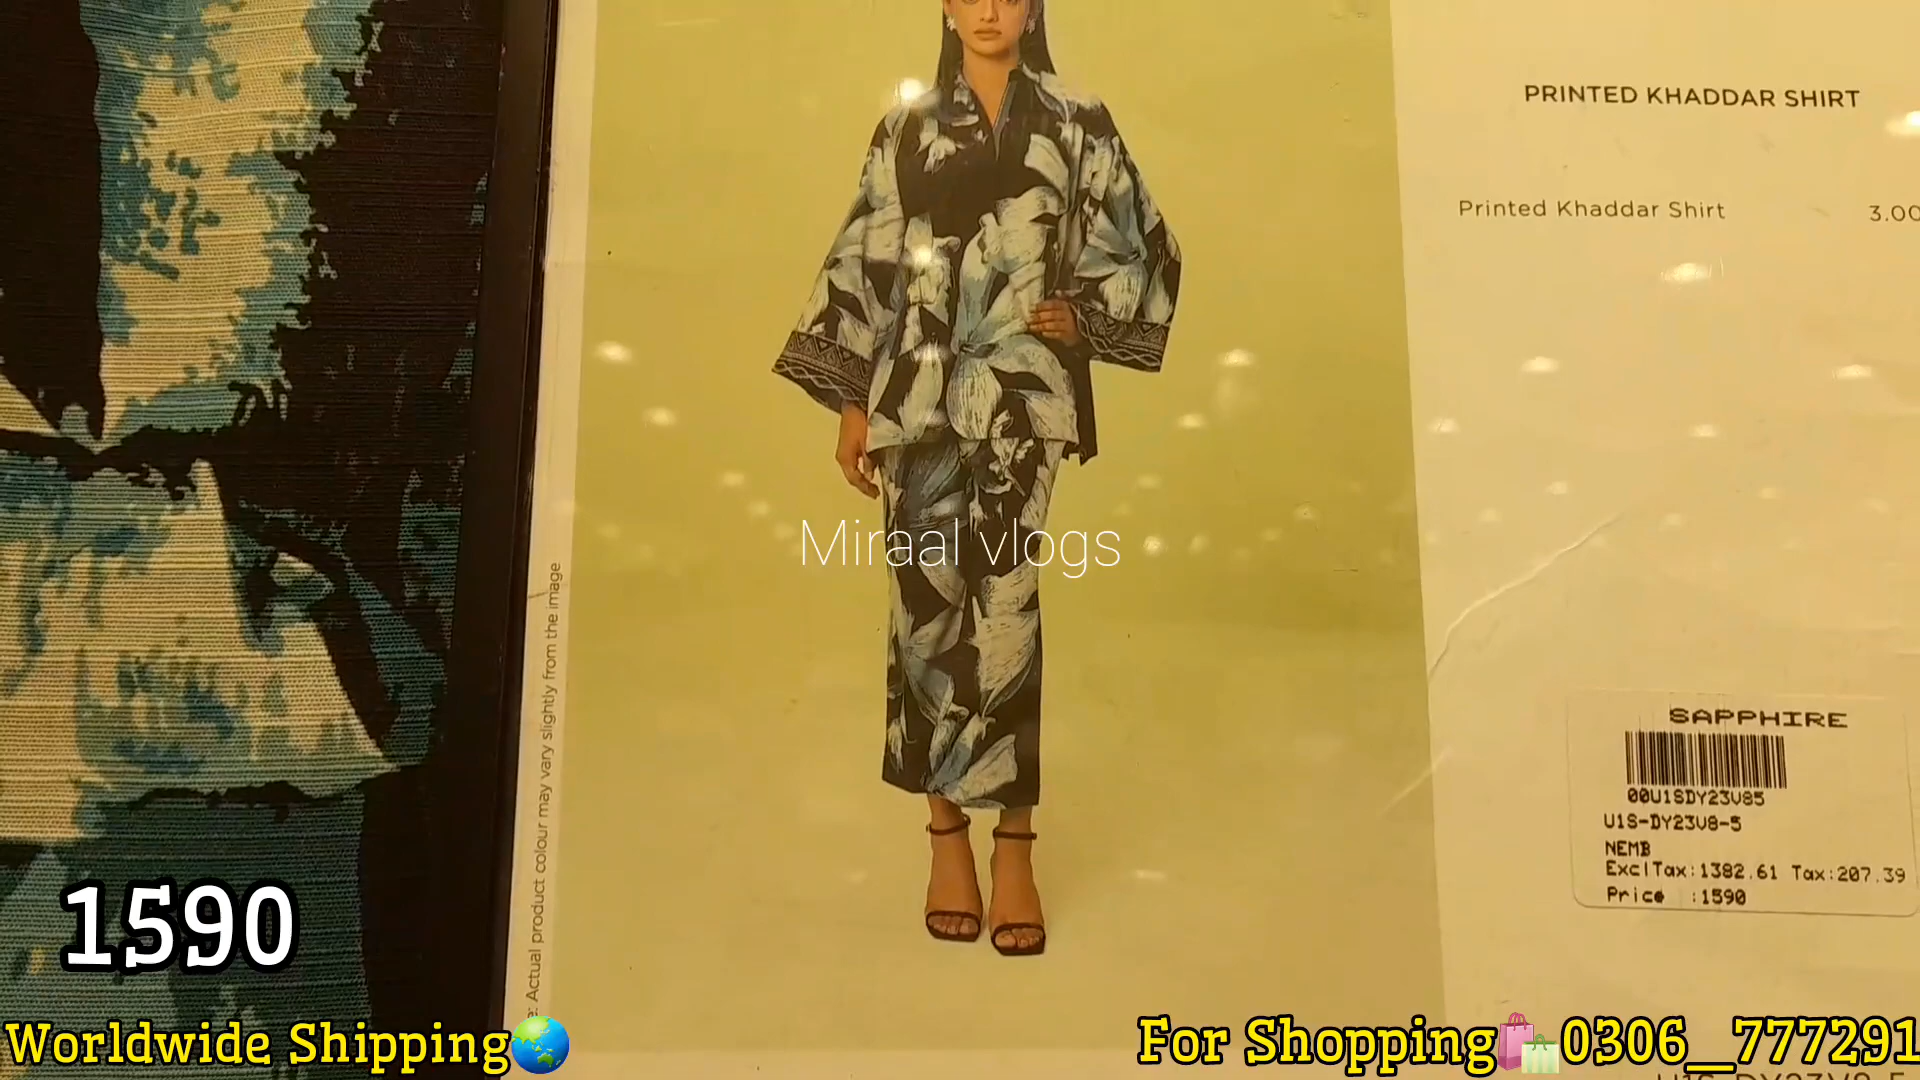 PRINTED KHADDAR SHIRT
Printed Khaddar Shirt 3.00
Miraal vlogs
Actual product colour may vary slightly from the image
SAPPHIRE
00U1SDY23V85
U1S-DY23V8-5
NEMB
ExclTax:1382.61 Tax:207.39
Price :1590
1590
Worldwide Shipping🌏
For Shopping🛍️0306_777291